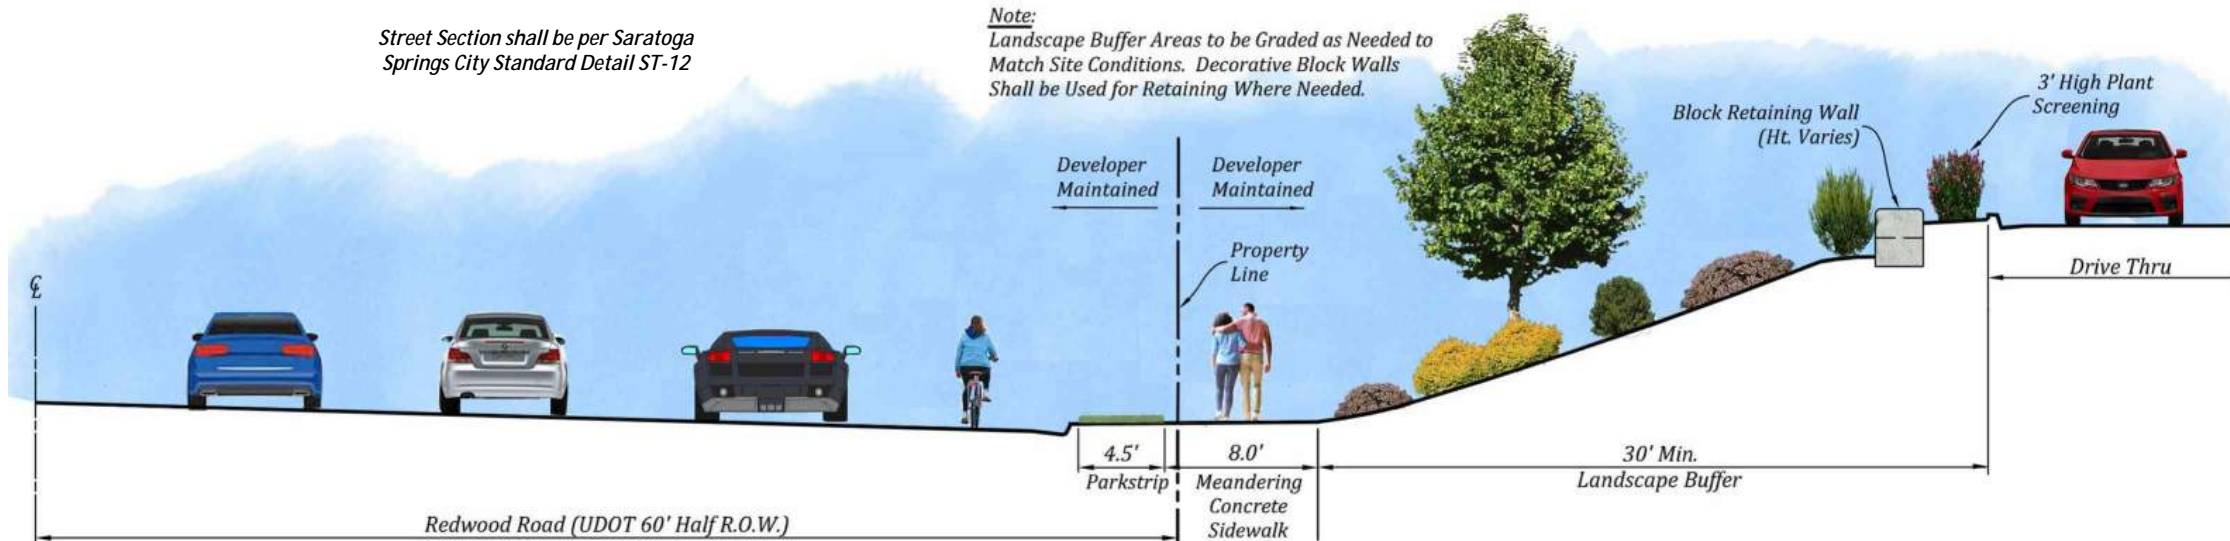 Street Section shall be per Saratoga
Springs City Standard Detail ST-12
Note:
Landscape Buffer Areas to be Graded as Needed to
Match Site Conditions. Decorative Block Walls
Shall be Used for Retaining Where Needed.
3' High Plant
Screening
Block Retaining Wall
(Ht. Varies)
Developer
Maintained
Developer
Maintained
Property
Line
Drive Thru
℄
4.5'
Parkstrip
8.0'
Meandering
Concrete
Sidewalk
30' Min.
Landscape Buffer
Redwood Road (UDOT 60' Half R.O.W.)